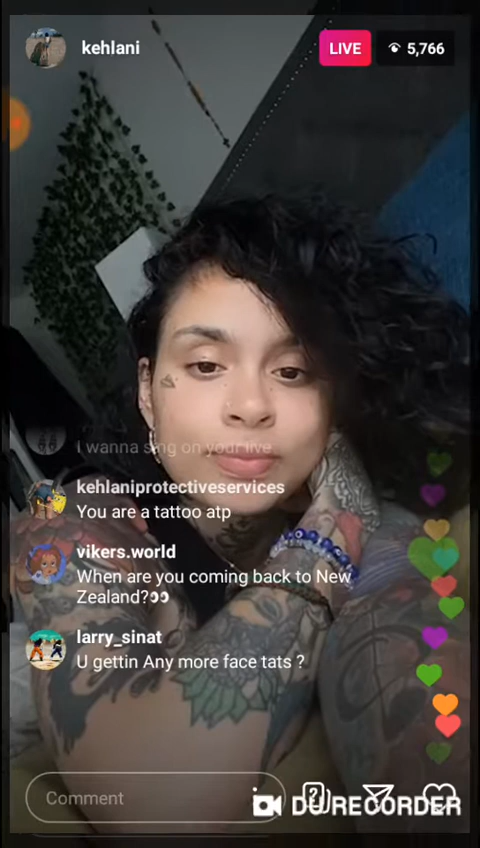 kehlani
LIVE
5,766
I wanna sing on your live
kehlaniprotectiveservices
You are a tattoo atp
vikers.world
When are you coming back to New
Zealand?👀
larry_sinat
U gettin Any more face tats ?
Comment
DU RECORDER